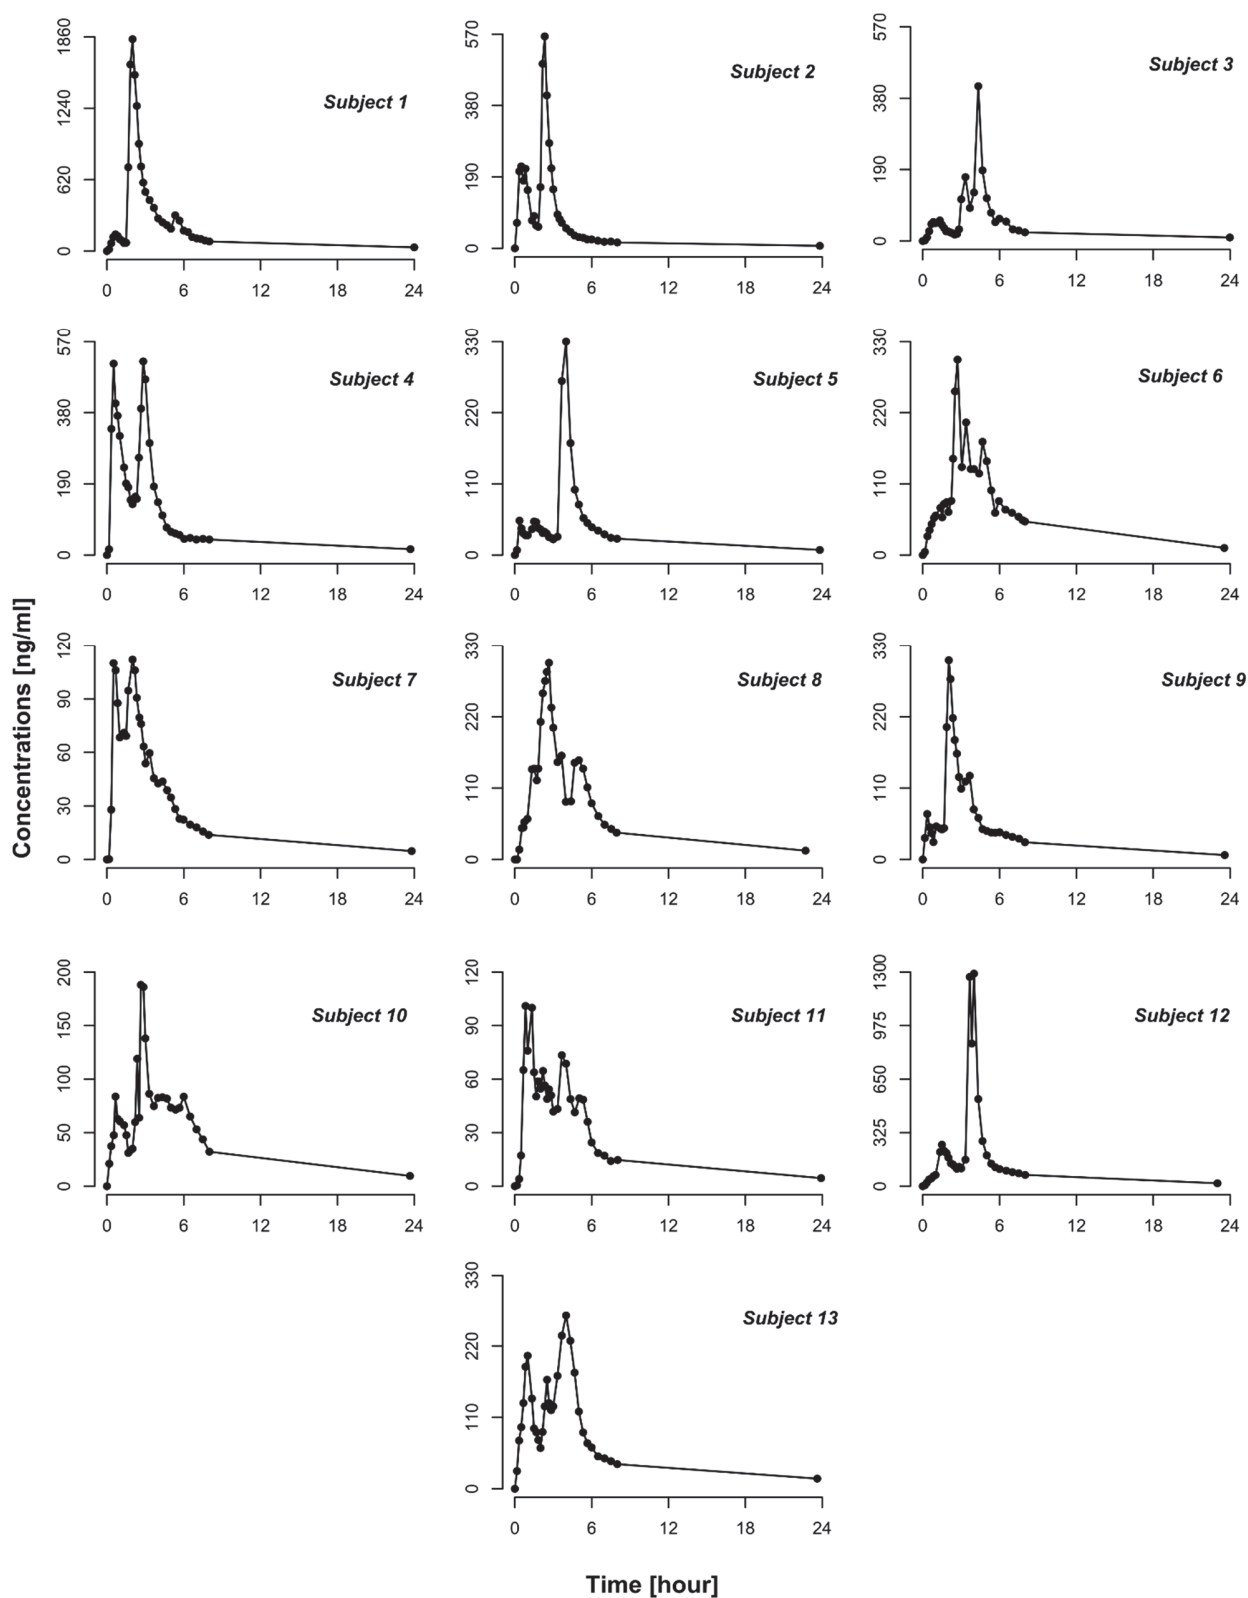 Concentrations [ng/ml]
Subject 1
1860
1240
620
0
0 6 12 18 24
Subject 2
570
380
190
0
0 6 12 18 24
Subject 3
570
380
190
0
0 6 12 18 24
Subject 4
570
380
190
0
0 6 12 18 24
Subject 5
330
220
110
0
0 6 12 18 24
Subject 6
330
220
110
0
0 6 12 18 24
Subject 7
120
90
60
30
0
0 6 12 18 24
Subject 8
330
220
110
0
0 6 12 18 24
Subject 9
330
220
110
0
0 6 12 18 24
Subject 10
200
150
100
50
0
0 6 12 18 24
Subject 11
120
90
60
30
0
0 6 12 18 24
Subject 12
1300
975
650
325
0
0 6 12 18 24
Subject 13
330
220
110
0
0 6 12 18 24
Time [hour]